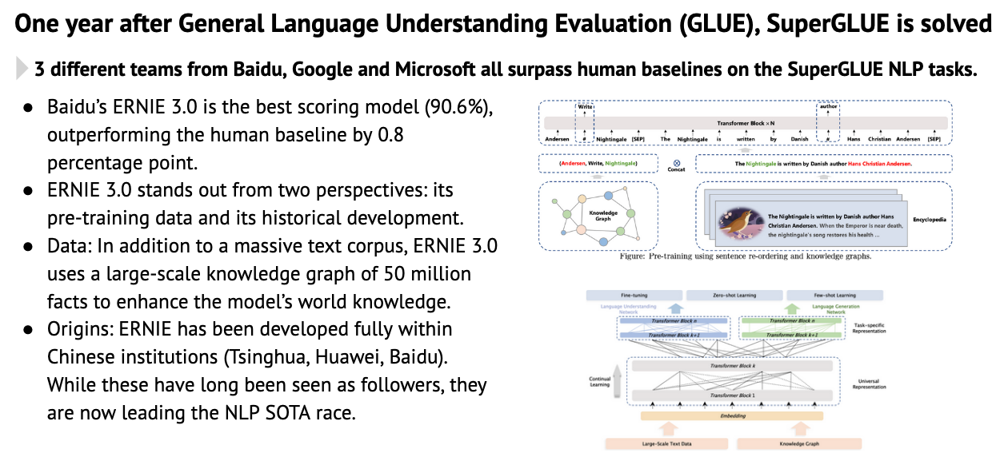 One year after General Language Understanding Evaluation (GLUE), SuperGLUE is solved
3 different teams from Baidu, Google and Microsoft all surpass human baselines on the SuperGLUE NLP tasks.
● Baidu’s ERNIE 3.0 is the best scoring model (90.6%),
outperforming the human baseline by 0.8
percentage point.
● ERNIE 3.0 stands out from two perspectives: its
pre-training data and its historical development.
● Data: In addition to a massive text corpus, ERNIE 3.0
uses a large-scale knowledge graph of 50 million
facts to enhance the model’s world knowledge.
● Origins: ERNIE has been developed fully within
Chinese institutions (Tsinghua, Huawei, Baidu).
While these have long been seen as followers, they
are now leading the NLP SOTA race.
Write author
Transformer Block × N
Andersen # Nightingale [SEP] The Nightingale is written by Danish # Hans Christian Andersen [SEP]
(Andersen, Write, Nightingale)
Concat
The Nightingale is written by Danish author Hans Christian Andersen.
Knowledge
Graph
The Nightingale is written by Danish author Hans
Christian Andersen. When the Emperor is near death,
the nightingale's song restores his health ...
Encyclopedia
Figure: Pre-training using sentence re-ordering and knowledge graphs.
Fine-tuning Zero-shot Learning Few-shot Learning
Language Understanding
Network
Language Generation
Network
Transformer Block n Transformer Block n
Transformer Block k+1 Transformer Block k+1
Task-specific
Representation
Transformer Block k
Continual
Learning
Universal
Representation
Transformer Block 1
Embedding
Large-Scale Text Data Knowledge Graph